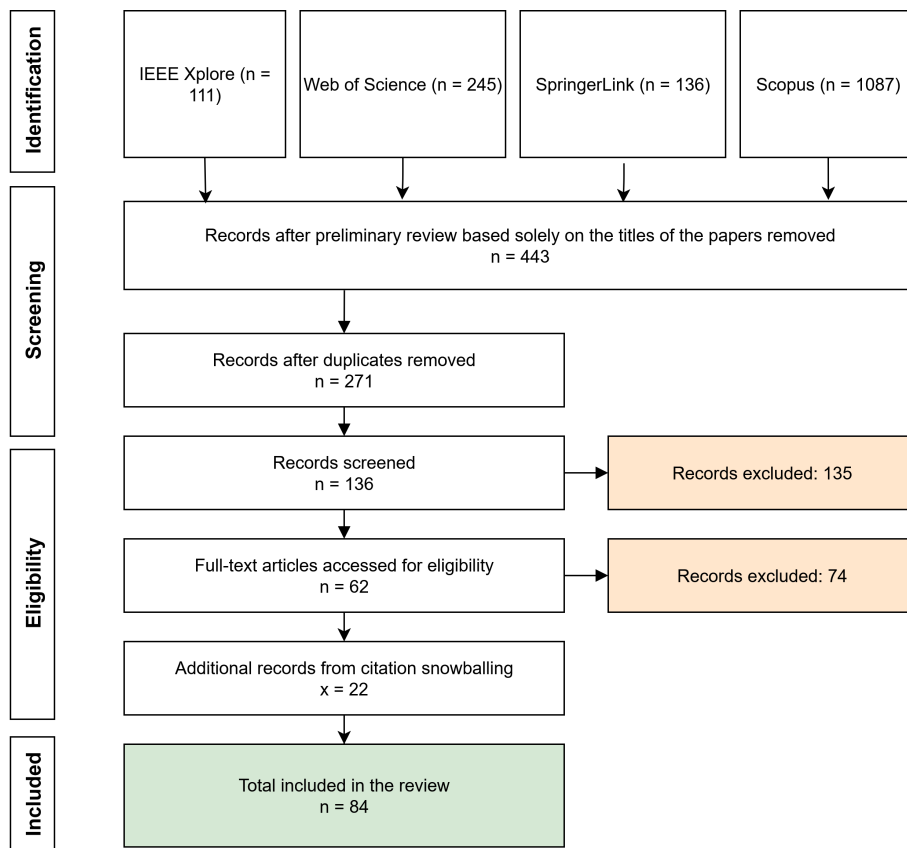 Identification
IEEE Xplore (n =
111)
Web of Science (n = 245)
SpringerLink (n = 136)
Scopus (n = 1087)
Screening
Records after preliminary review based solely on the titles of the papers removed
n = 443
Records after duplicates removed
n = 271
Eligibility
Records screened
n = 136
Records excluded: 135
Full-text articles accessed for eligibility
n = 62
Records excluded: 74
Additional records from citation snowballing
x = 22
Included
Total included in the review
n = 84